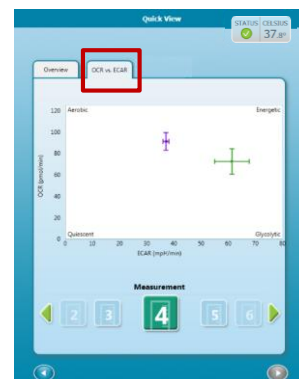 Quick View
STATUS CELSIUS
37.8°
Overview
OCR vs. ECAR
Aerobic Energetic
120
100
80
60
40
20
0
OCR (pmol/min)
Quiescent Glycolytic
0 10 20 30 40 50 60 70 80
ECAR (mpH/min)
Measurement
2 3 4 5 6